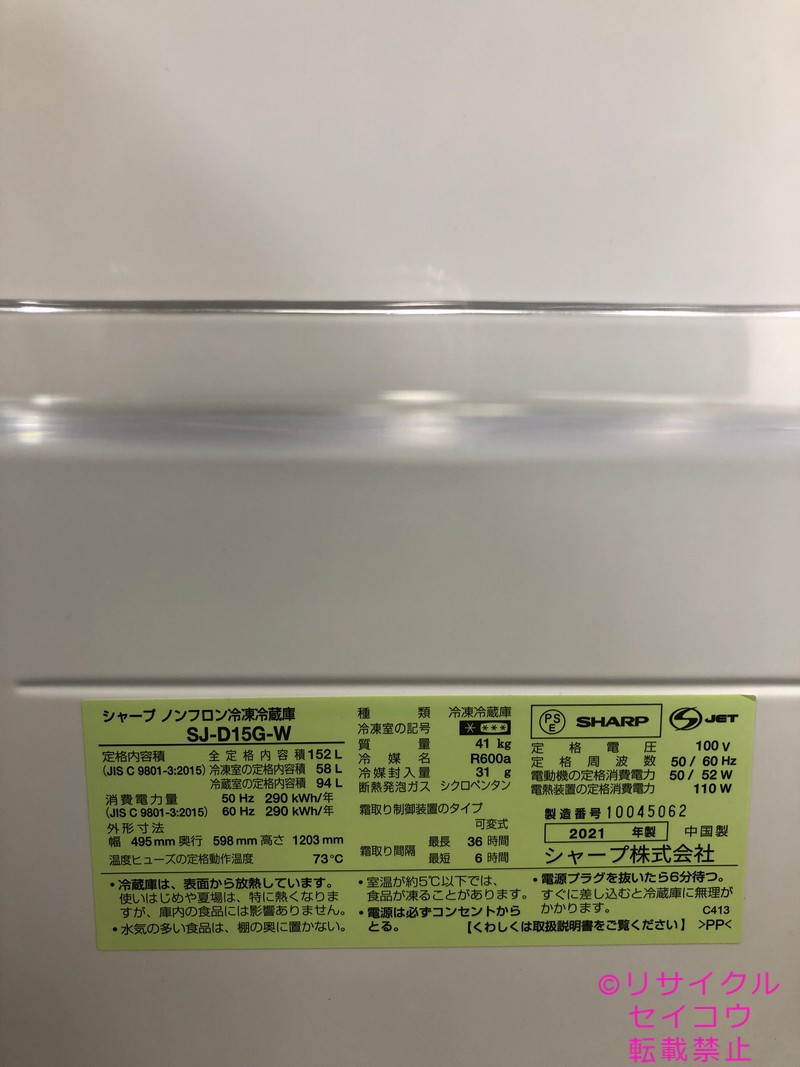 シャープ ノンフロン冷凍冷蔵庫
SJ-D15G-W
定格内容積 全定格内容積 152 L
(JIS C 9801-3:2015) 冷凍室の定格内容積 58 L
冷蔵室の定格内容積 94 L
消費電力量 50 Hz 290 kWh/年
(JIS C 9801-3:2015) 60 Hz 290 kWh/年
外形寸法
幅 495 mm 奥行 598 mm 高さ 1203 mm
温度ヒューズの定格動作温度 73℃
種類 冷凍冷蔵庫
冷凍室の記号 ****
質量 41 kg
冷媒名 R600a
冷媒封入量 31 g
断熱発泡ガス シクロペンタン
霜取り制御装置のタイプ
可変式
霜取り間隔 最長 36 時間
最短 6 時間
PS
E
SHARP
JET
定格電圧 100 V
定格周波数 50 / 60 Hz
電動機の定格消費電力 50 / 52 W
電熱装置の定格消費電力 110 W
製造番号 10045062
2021 年製 中国製
シャープ株式会社
・冷蔵庫は、表面から放熱しています。
使いはじめや夏場は、特に熱くなりま
すが、庫内の食品には影響ありません。
・水気の多い食品は、棚の奥に置かない。
・室温が約5℃以下では、
食品が凍ることがあります。
・電源は必ずコンセントから
とる。
・電源プラグを抜いたら6分待つ。
すぐに差し込むと冷蔵庫に無理が
かかります。 C413
【くわしくは取扱説明書をご覧ください】 >PP<
©リサイクル
セイコウ
転載禁止